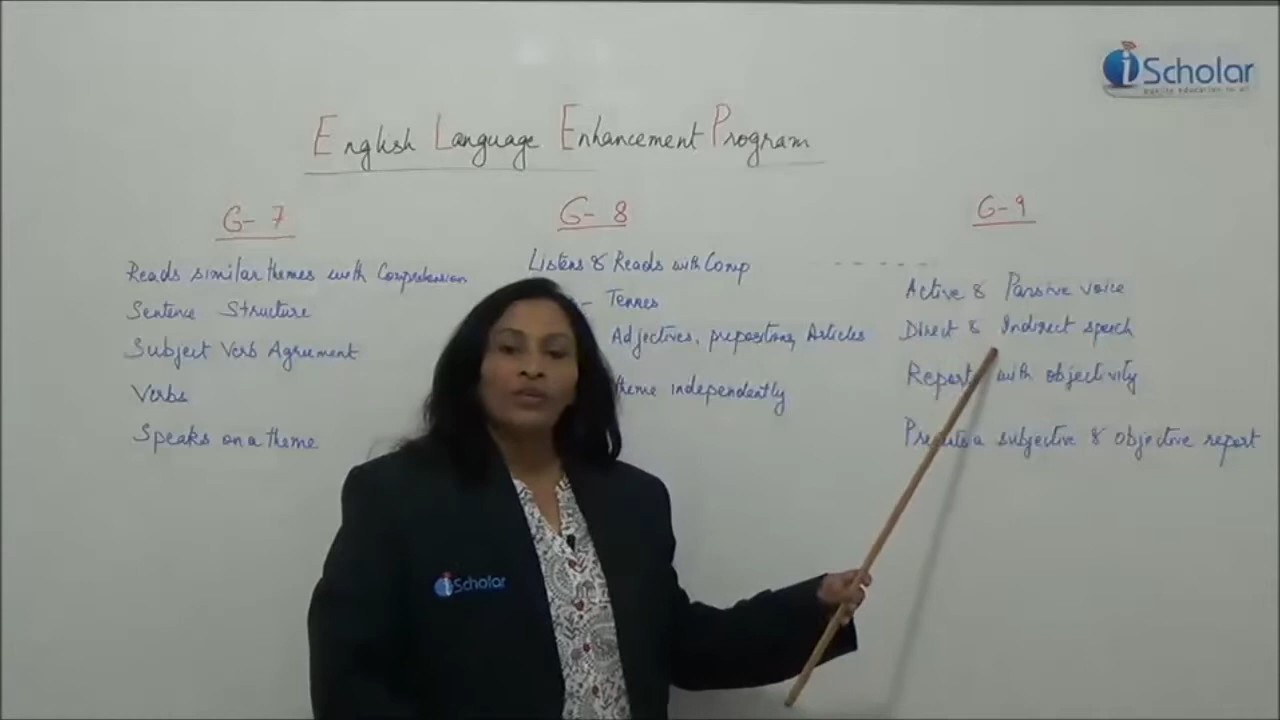 iScholar
English Language Enhancement Program
G- 7
Reads similar themes with Comprehension
Sentence Structure
Subject Verb Agrument
Verbs
Speaks on a theme
G- 8
Listens & Reads with Comp
- Tenses
Adjectives, prepositions, Articles
theme independently
G-9
Active & Passive voice
Direct & Indirect speech
Report with objectivity
a subjective & objective report
iScholar